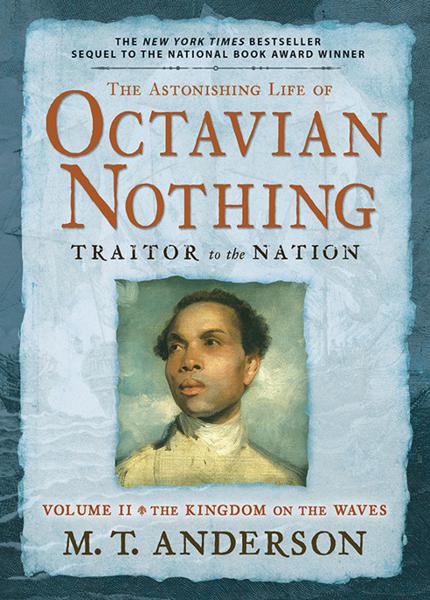 THE NEW YORK TIMES BESTSELLER
SEQUEL TO THE NATIONAL BOOK AWARD WINNER
THE ASTONISHING LIFE OF
OCTAVIAN
NOTHING
TRAITOR to the NATION
VOLUME II THE KINGDOM ON THE WAVES
M. T. ANDERSON